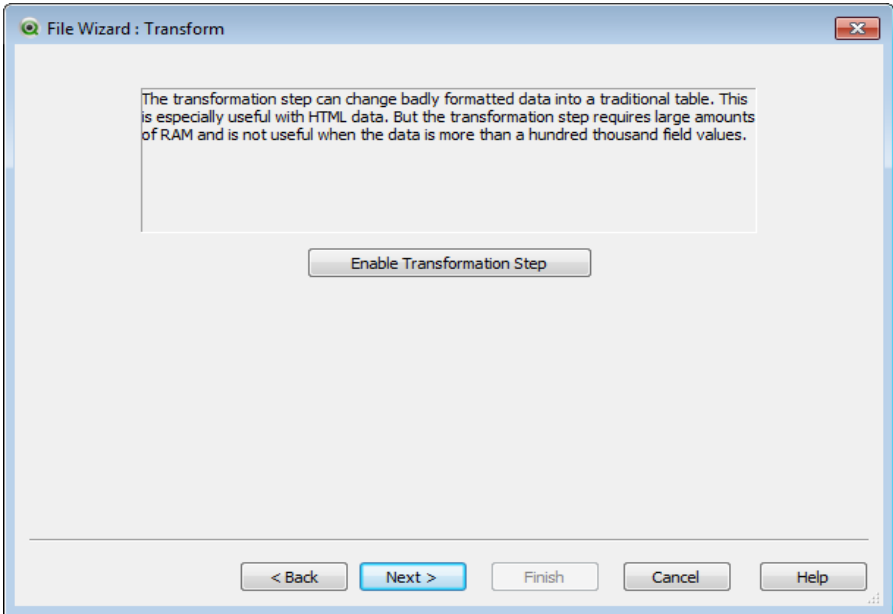 File Wizard : Transform
The transformation step can change badly formatted data into a traditional table. This
is especially useful with HTML data. But the transformation step requires large amounts
of RAM and is not useful when the data is more than a hundred thousand field values.
Enable Transformation Step
< Back Next > Finish Cancel Help